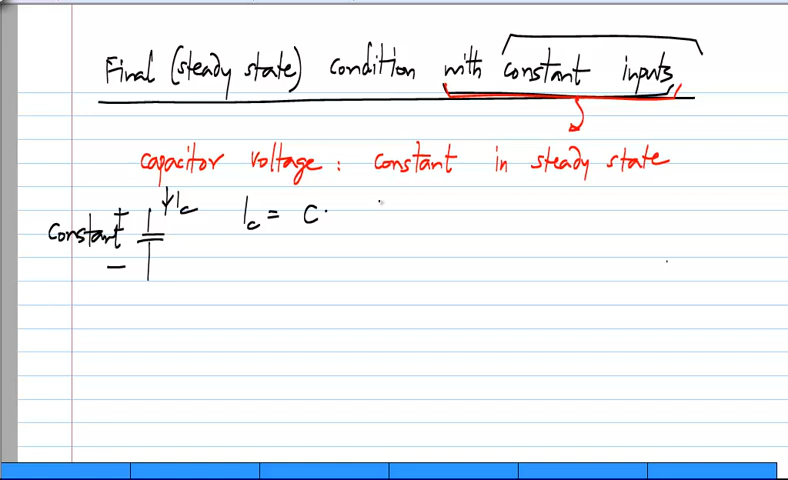 Final (steady state) condition with constant inputs
capacitor voltage: constant in steady state
Constant + − Ic
Ic = C·